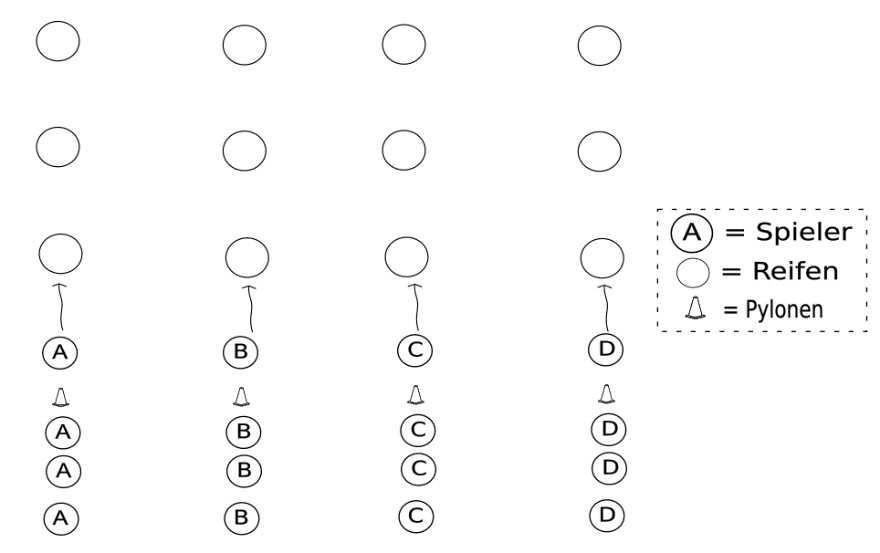 A = Spieler
= Reifen
= Pylonen
A B C D
A B C D
A B C D
A B C D